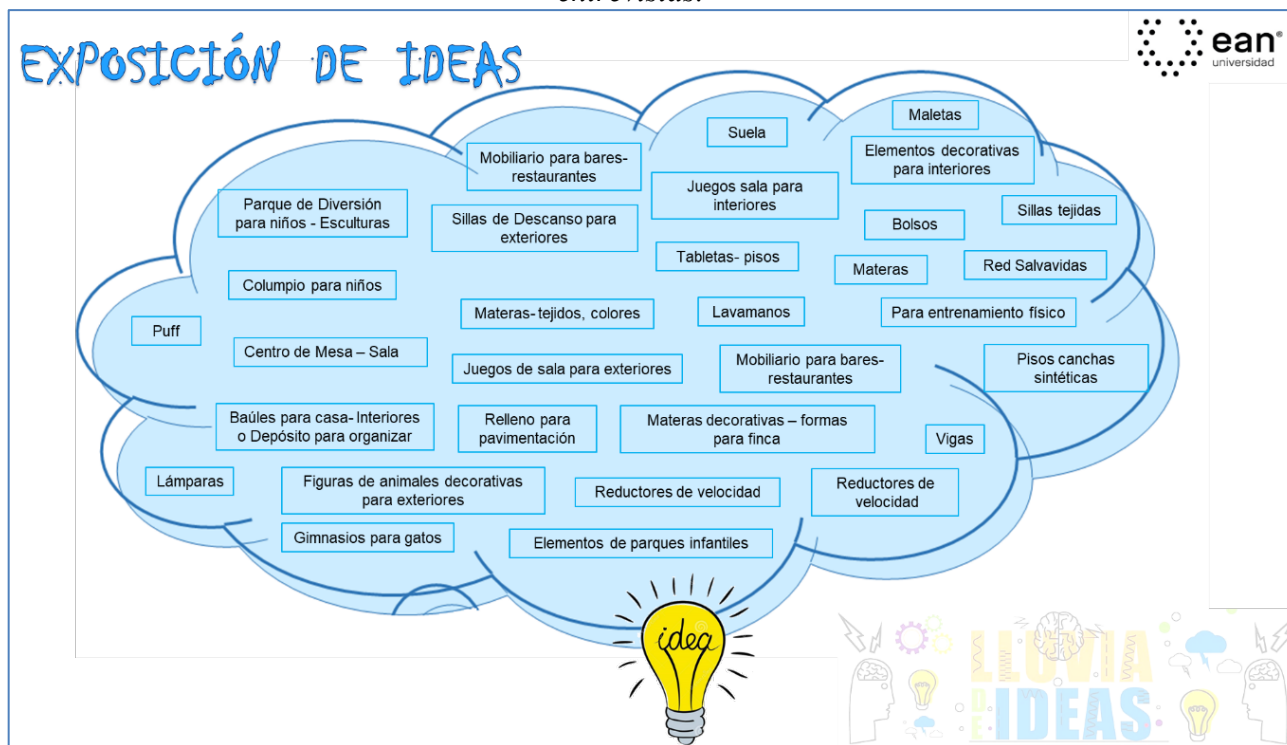 EXPOSICIÓN DE IDEAS
ean®
universidad
Maletas
Suela
Elementos decorativas
para interiores
Mobiliario para bares-
restaurantes
Juegos sala para
interiores
Parque de Diversión
para niños - Esculturas
Sillas de Descanso para
exteriores
Sillas tejidas
Bolsos
Tabletas- pisos
Materas
Red Salvavidas
Columpio para niños
Materas- tejidos, colores
Lavamanos
Para entrenamiento físico
Puff
Centro de Mesa – Sala
Juegos de sala para exteriores
Mobiliario para bares-
restaurantes
Pisos canchas
sintéticas
Baúles para casa- Interiores
o Depósito para organizar
Relleno para
pavimentación
Materas decorativas – formas
para finca
Vigas
Lámparas
Figuras de animales decorativas
para exteriores
Reductores de velocidad
Reductores de
velocidad
Gimnasios para gatos
Elementos de parques infantiles
idea
LLUVIA
DE
IDEAS